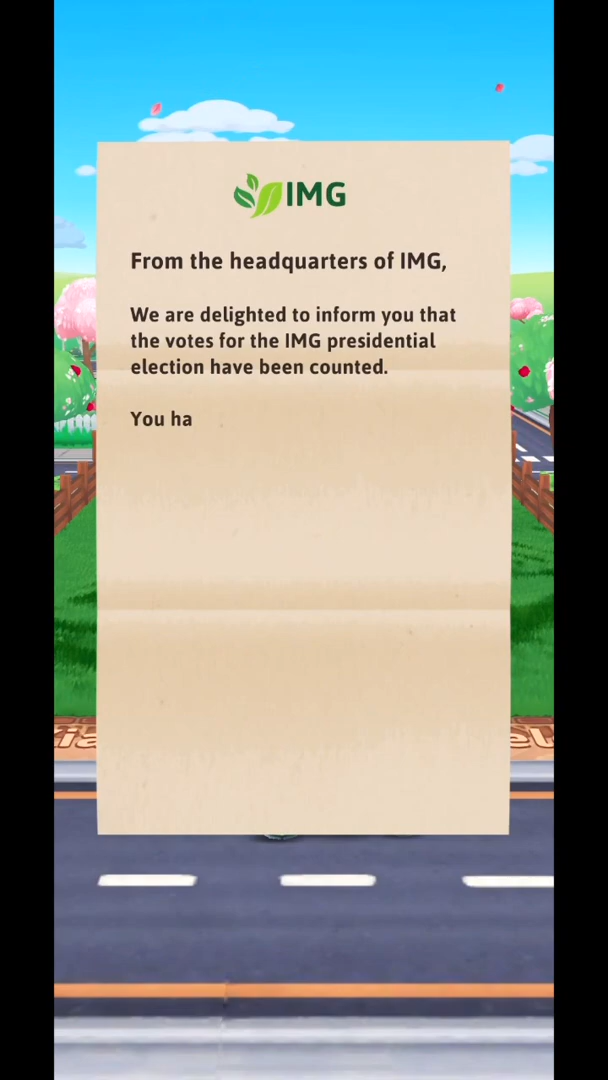 IMG
From the headquarters of IMG,
We are delighted to inform you that
the votes for the IMG presidential
election have been counted.
You ha